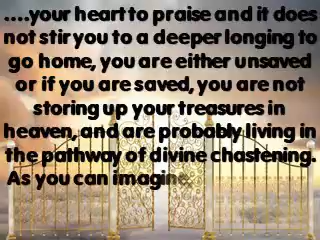 ....your heart to praise and it does
not stir you to a deeper longing to
go home, you are either unsaved
or if you are saved, you are not
storing up your treasures in
heaven, and are probably living in
the pathway of divine chastening.
As you can imagine